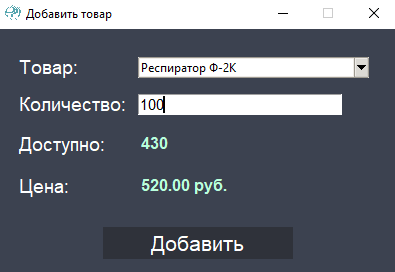 Добавить товар
Товар: Респиратор Ф-2К
Количество: 100
Доступно: 430
Цена: 520.00 руб.
Добавить